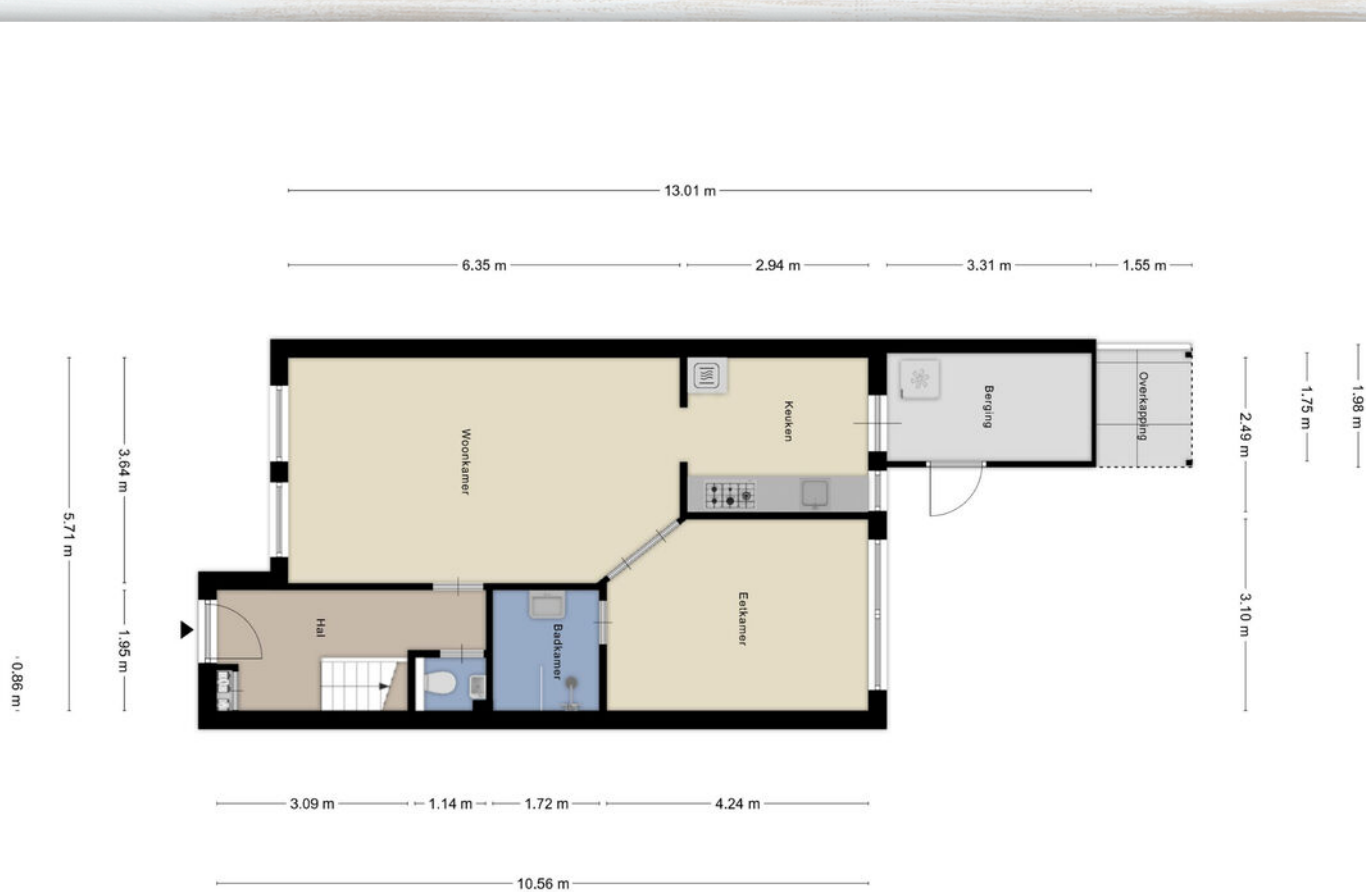 13.01 m
6.35 m
2.94 m
3.31 m
1.55 m
5.71 m
3.64 m
1.95 m
0.86 m
Woonkamer
Keuken
Berging
Overkapping
Hal
Badkamer
Eetkamer
2.49 m
3.10 m
1.75 m
1.98 m
3.09 m
1.14 m
1.72 m
4.24 m
10.56 m